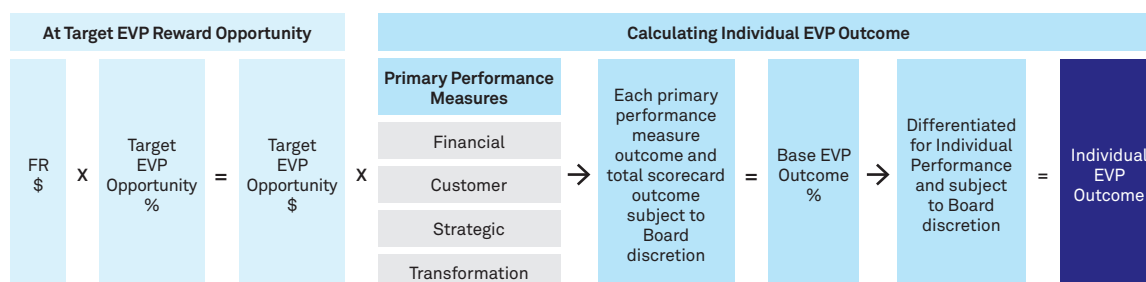 At Target EVP Reward Opportunity
Calculating Individual EVP Outcome
FR
$
X
Target
EVP
Opportunity
%
=
Target
EVP
Opportunity
$
X
Primary Performance
Measures
Financial
Customer
Strategic
Transformation
→
Each primary
performance
measure
outcome and
total scorecard
outcome
subject to
Board
discretion
=
Base EVP
Outcome
%
→
Differentiated
for Individual
Performance
and subject
to Board
discretion
=
Individual
EVP
Outcome